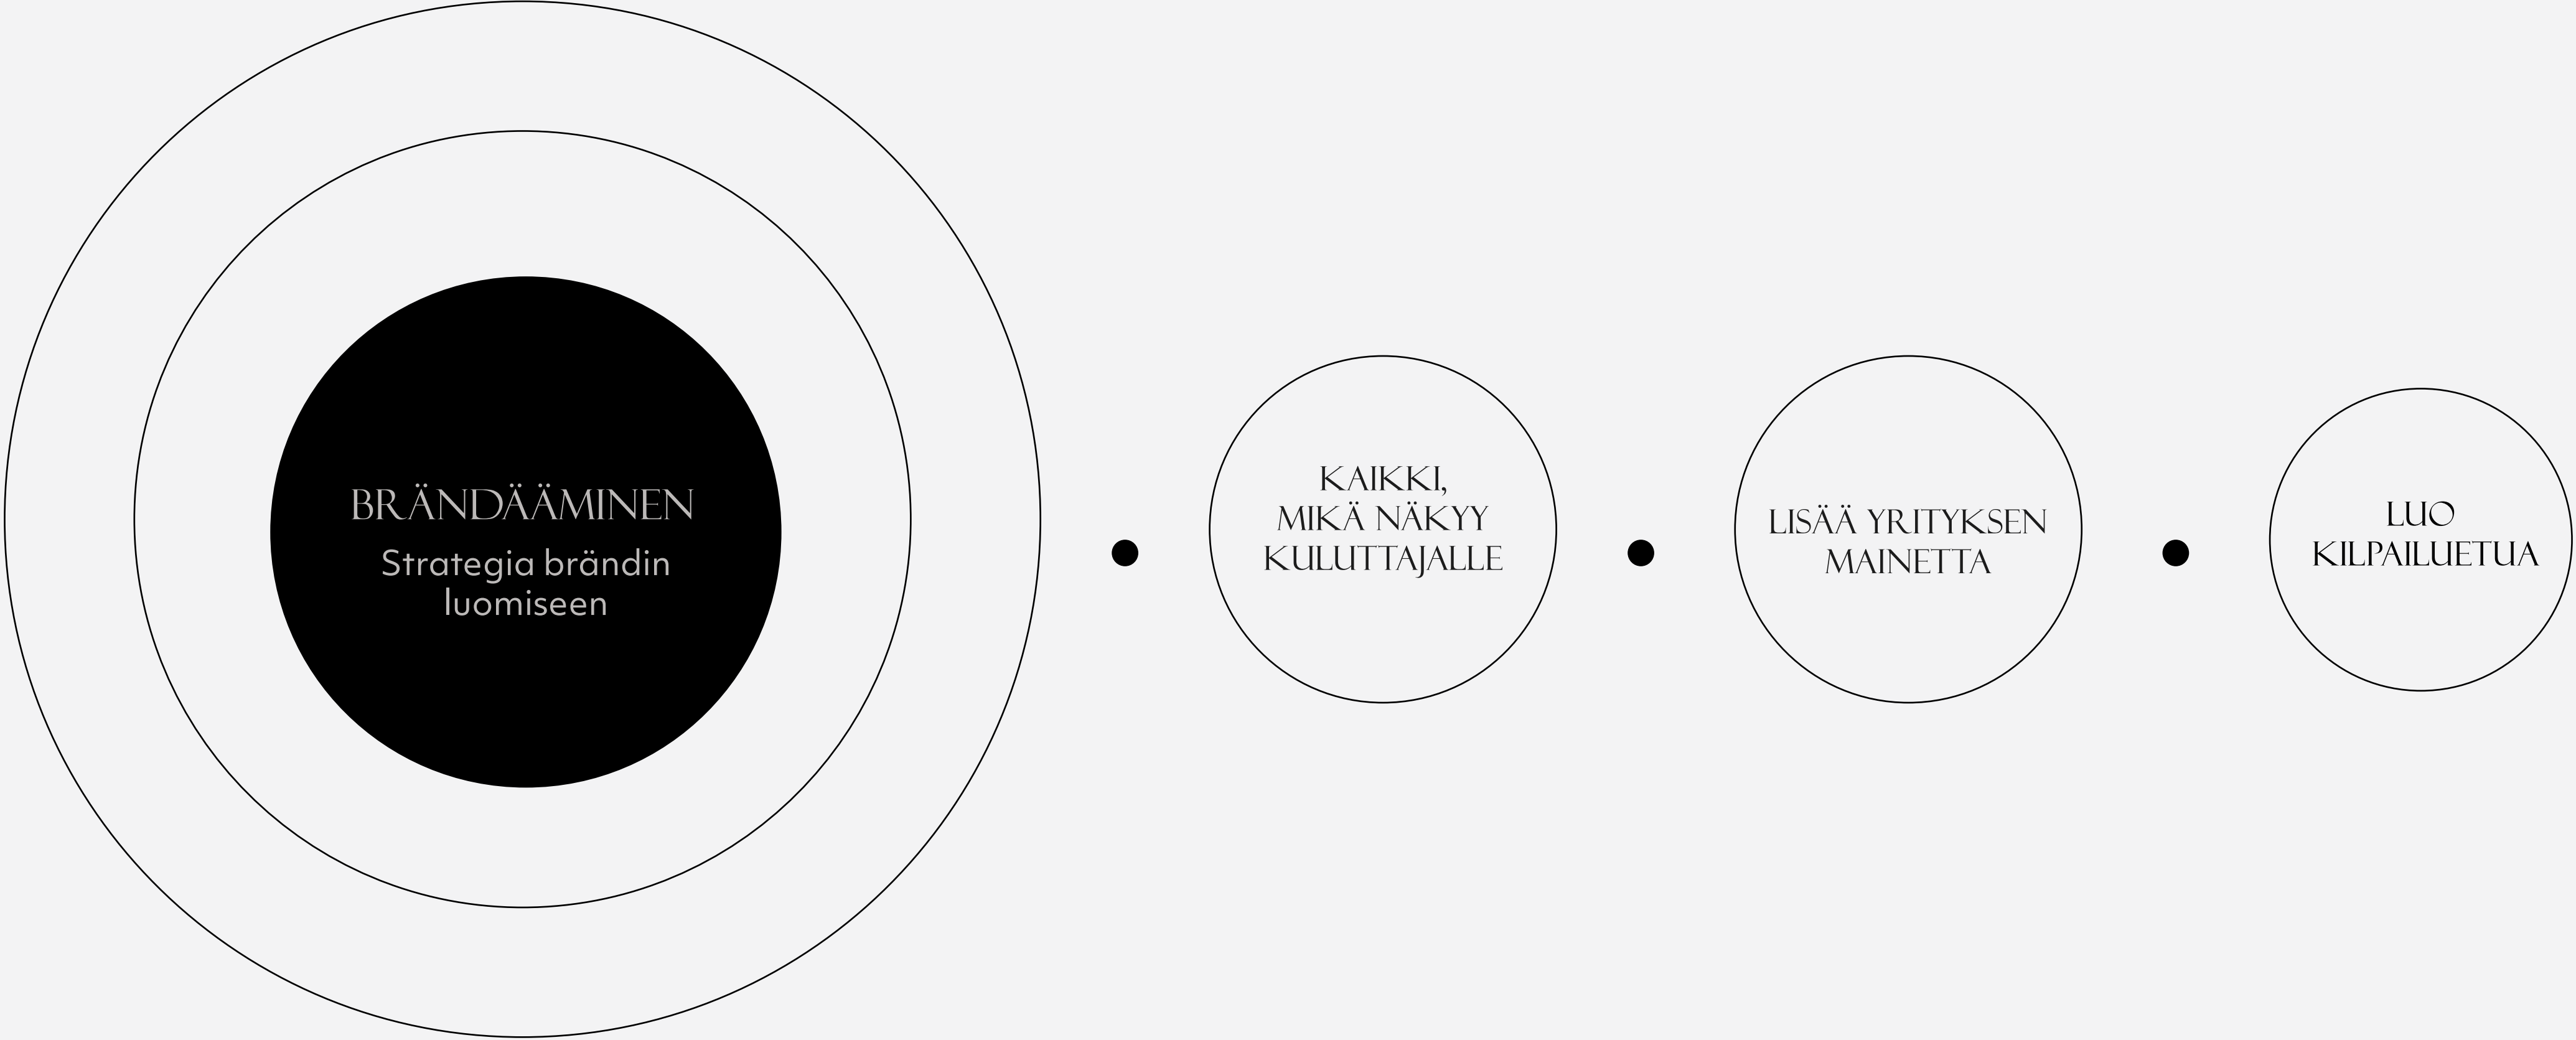 BRÄNDÄÄMINEN
Strategia brändin
luomiseen
KAIKKI,
MIKÄ NÄKYY
KULUTTAJALLE
LISÄÄ YRITYKSEN
MAINETTA
LUO
KILPAILUETUA